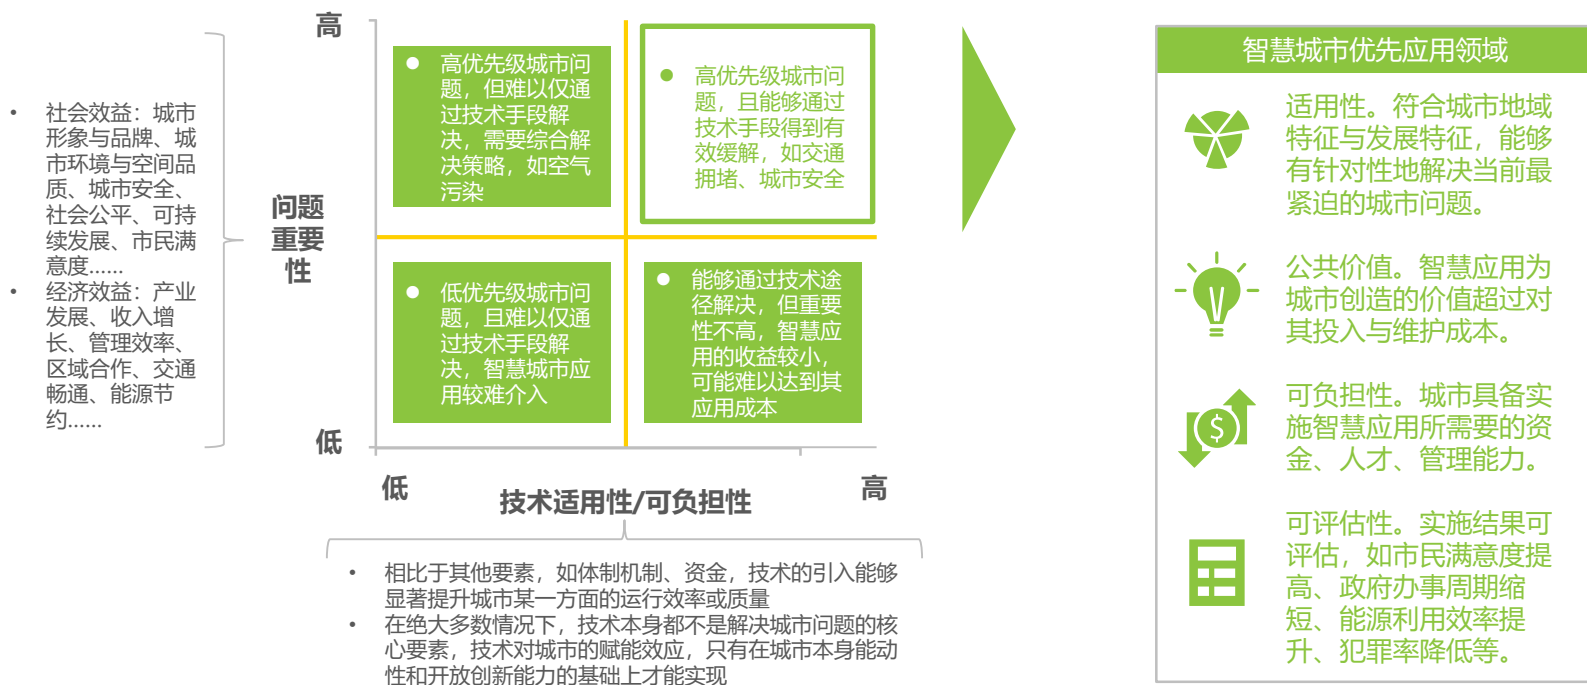 • 社会效益：城市
形象与品牌、城
市环境与空间品
质、城市安全、
社会公平、可持
续发展、市民满
意度……
• 经济效益：产业
发展、收入增
长、管理效率、
区域合作、交通
畅通、能源节
约……
问题
重要
性
高
低
高优先级城市问
题，但难以仅通
过技术手段解
决，需要综合解
决策略，如空气
污染
高优先级城市问
题，且能够通过
技术手段得到有
效缓解，如交通
拥堵、城市安全
低优先级城市问
题，且难以仅通
过技术手段解
决，智慧城市应
用较难介入
能够通过技术途
径解决，但重要
性不高，智慧应
用的收益较小，
可能难以达到其
应用成本
低
技术适用性/可负担性
高
• 相比于其他要素，如体制机制、资金，技术的引入能够
显著提升城市某一方面的运行效率或质量
• 在绝大多数情况下，技术本身都不是解决城市问题的核
心要素，技术对城市的赋能效应，只有在城市本身能动
性和开放创新能力的基础上才能实现
智慧城市优先应用领域
适用性。符合城市地域
特征与发展特征，能够
有针对性地解决当前最
紧迫的城市问题。
公共价值。智慧应用为
城市创造的价值超过对
其投入与维护成本。
$
可负担性。城市具备实
施智慧应用所需要的资
金、人才、管理能力。
可评估性。实施结果可
评估，如市民满意度提
高、政府办事周期缩
短、能源利用效率提
升、犯罪率降低等。